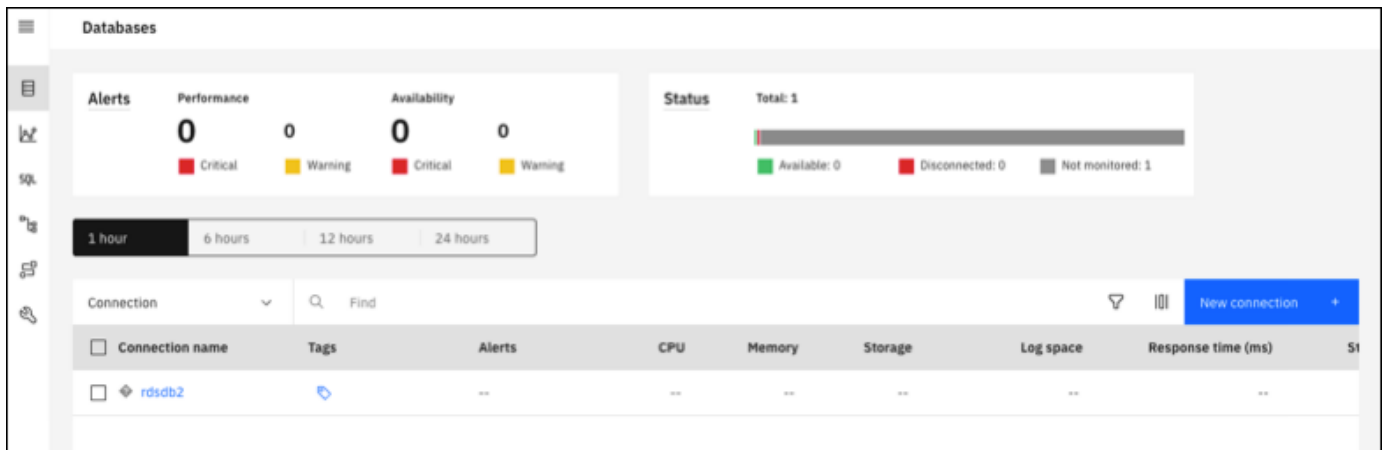 Databases
Alerts
Performance
Availability
0
0
0
0
Critical
Warning
Critical
Warning
Status
Total: 1
Available: 0
Disconnected: 0
Not monitored: 1
SQL
1 hour
6 hours
12 hours
24 hours
Connection
Find
New connection +
Connection name
Tags
Alerts
CPU
Memory
Storage
Log space
Response time (ms)
St
rdsdb2
--
--
--
--
--
--